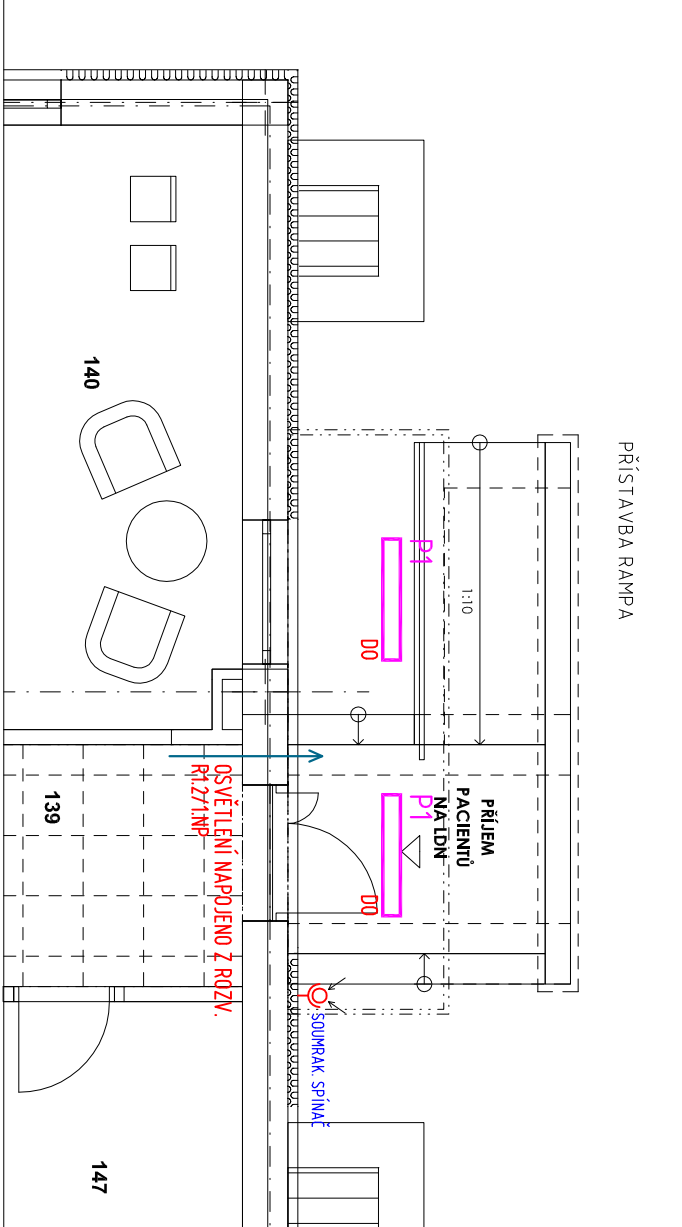 PŘÍSTAVBA RAMPA
1:10
P1
DO
PŘÍJEM
PACIENTŮ
NA LDN
P1
DO
SOUMRAK. SPÍNAČ
OSVĚTLENÍ NAPOJENO Z ROZV.
R1.2/1.NP
140
139
147